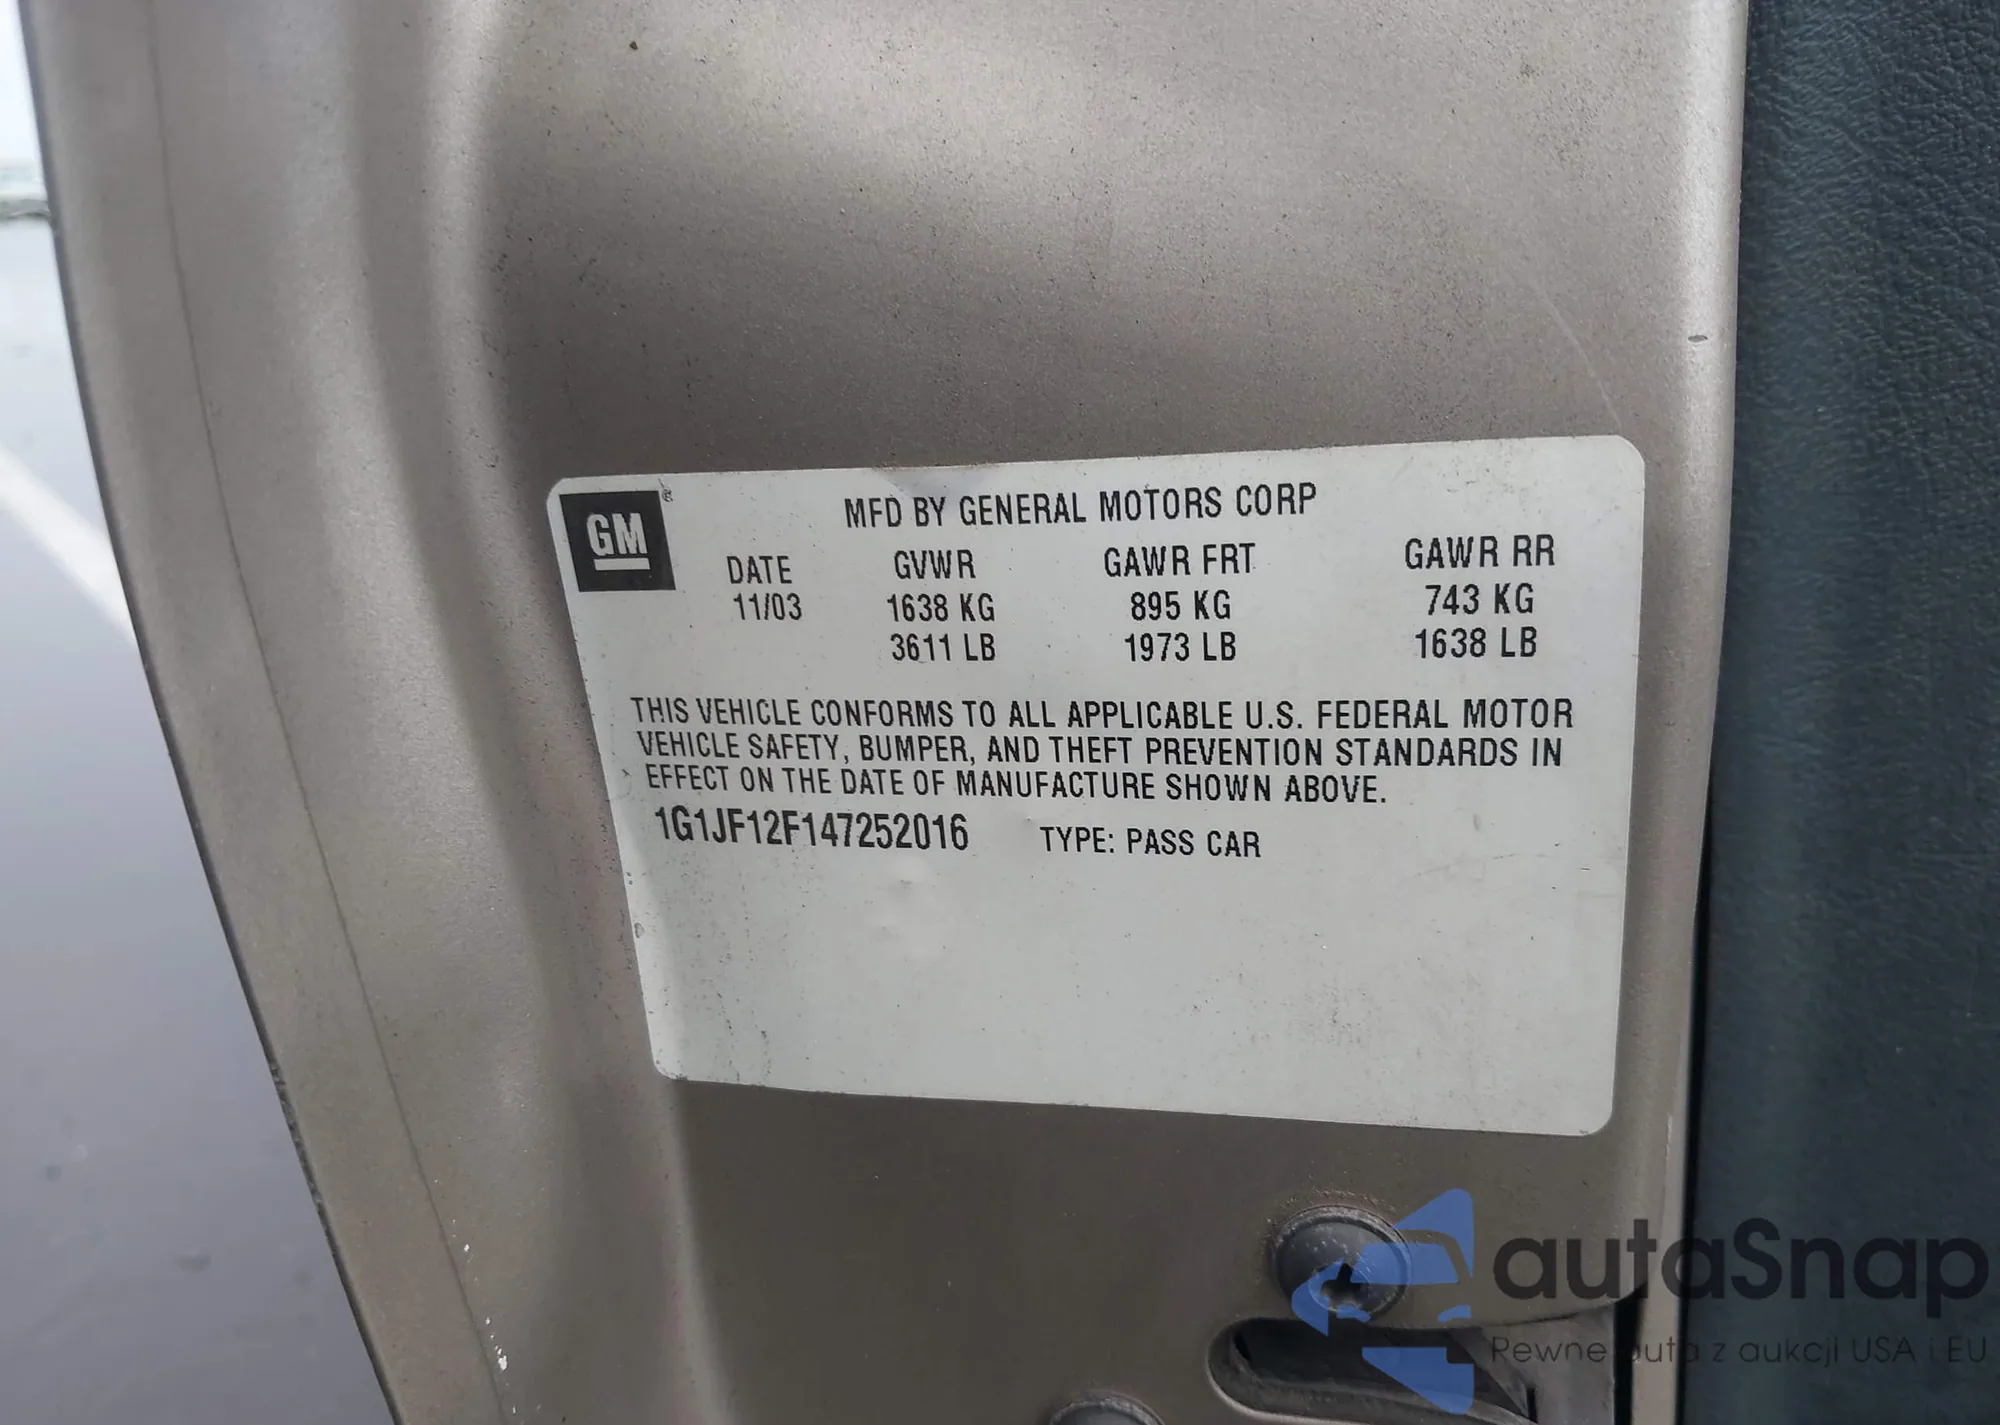 GM ®
MFD BY GENERAL MOTORS CORP
DATE GVWR GAWR FRT GAWR RR
11/03 1638 KG 895 KG 743 KG
3611 LB 1973 LB 1638 LB
THIS VEHICLE CONFORMS TO ALL APPLICABLE U.S. FEDERAL MOTOR
VEHICLE SAFETY, BUMPER, AND THEFT PREVENTION STANDARDS IN
EFFECT ON THE DATE OF MANUFACTURE SHOWN ABOVE.
1G1JF12F147252016 TYPE: PASS CAR
autaSnap
Pewne auta z aukcji USA i EU